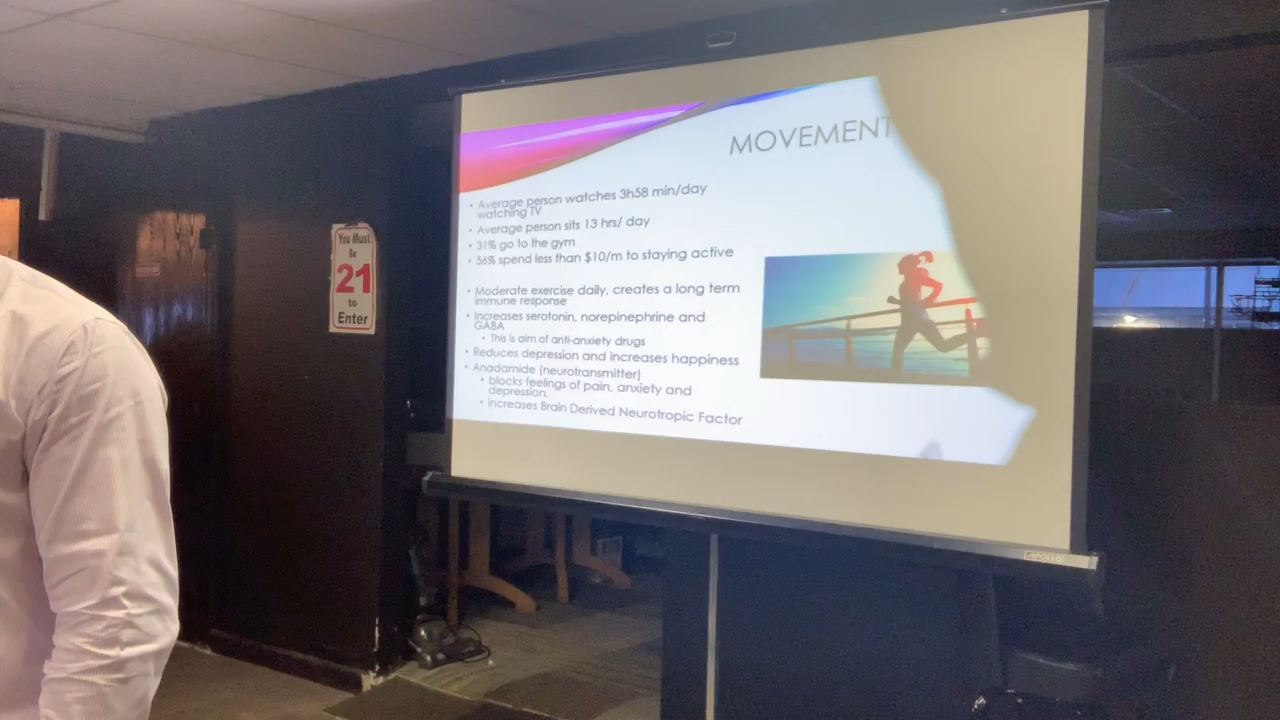 MOVEMENT
• Average person watches 3h58 min/day
watching TV
• Average person sits 13 hrs/ day
• 31% go to the gym
• 56% spend less than $10/m to staying active
• Moderate exercise daily, creates a long term
immune response
• Increases serotonin, norepinephrine and
GABA
• This is aim of anti-anxiety drugs
• Reduces depression and increases happiness
• Anadamide (neurotransmitter)
• blocks feelings of pain, anxiety and
depression.
• increases Brain Derived Neurotropic Factor
You Must
Be
21
to
Enter
APOLLO